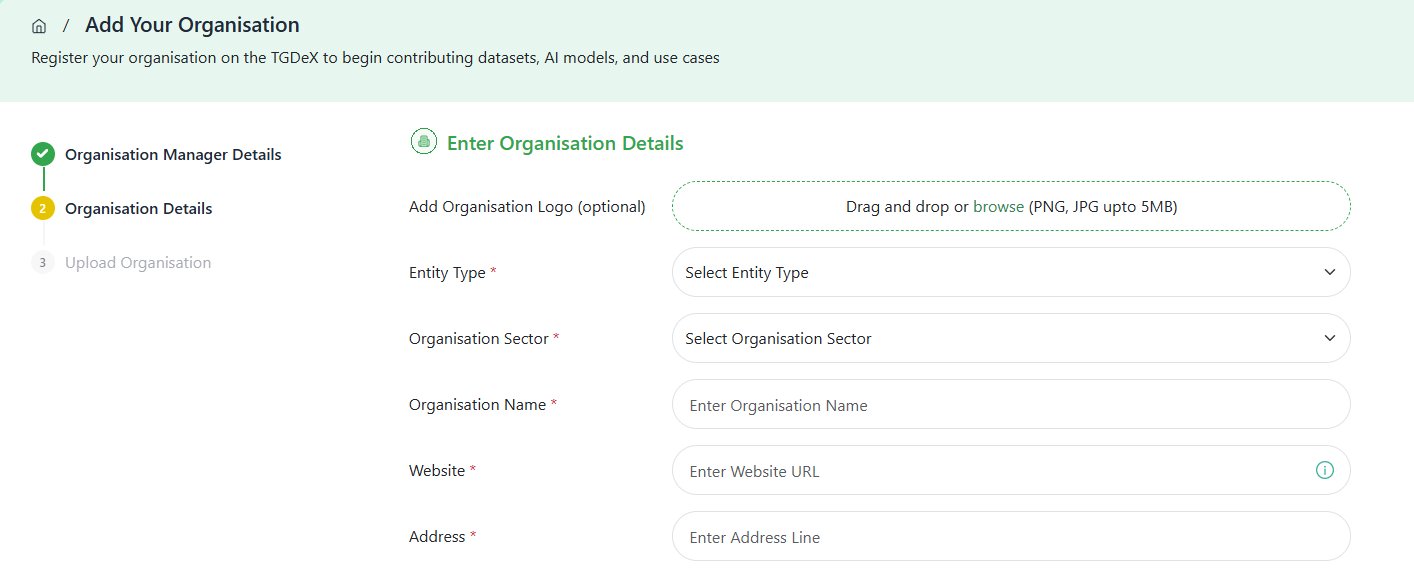 / Add Your Organisation
Register your organisation on the TGDeX to begin contributing datasets, AI models, and use cases
Organisation Manager Details
2 Organisation Details
3 Upload Organisation
Enter Organisation Details
Add Organisation Logo (optional) Drag and drop or browse (PNG, JPG upto 5MB)
Entity Type * Select Entity Type
Organisation Sector * Select Organisation Sector
Organisation Name * Enter Organisation Name
Website * Enter Website URL
Address * Enter Address Line